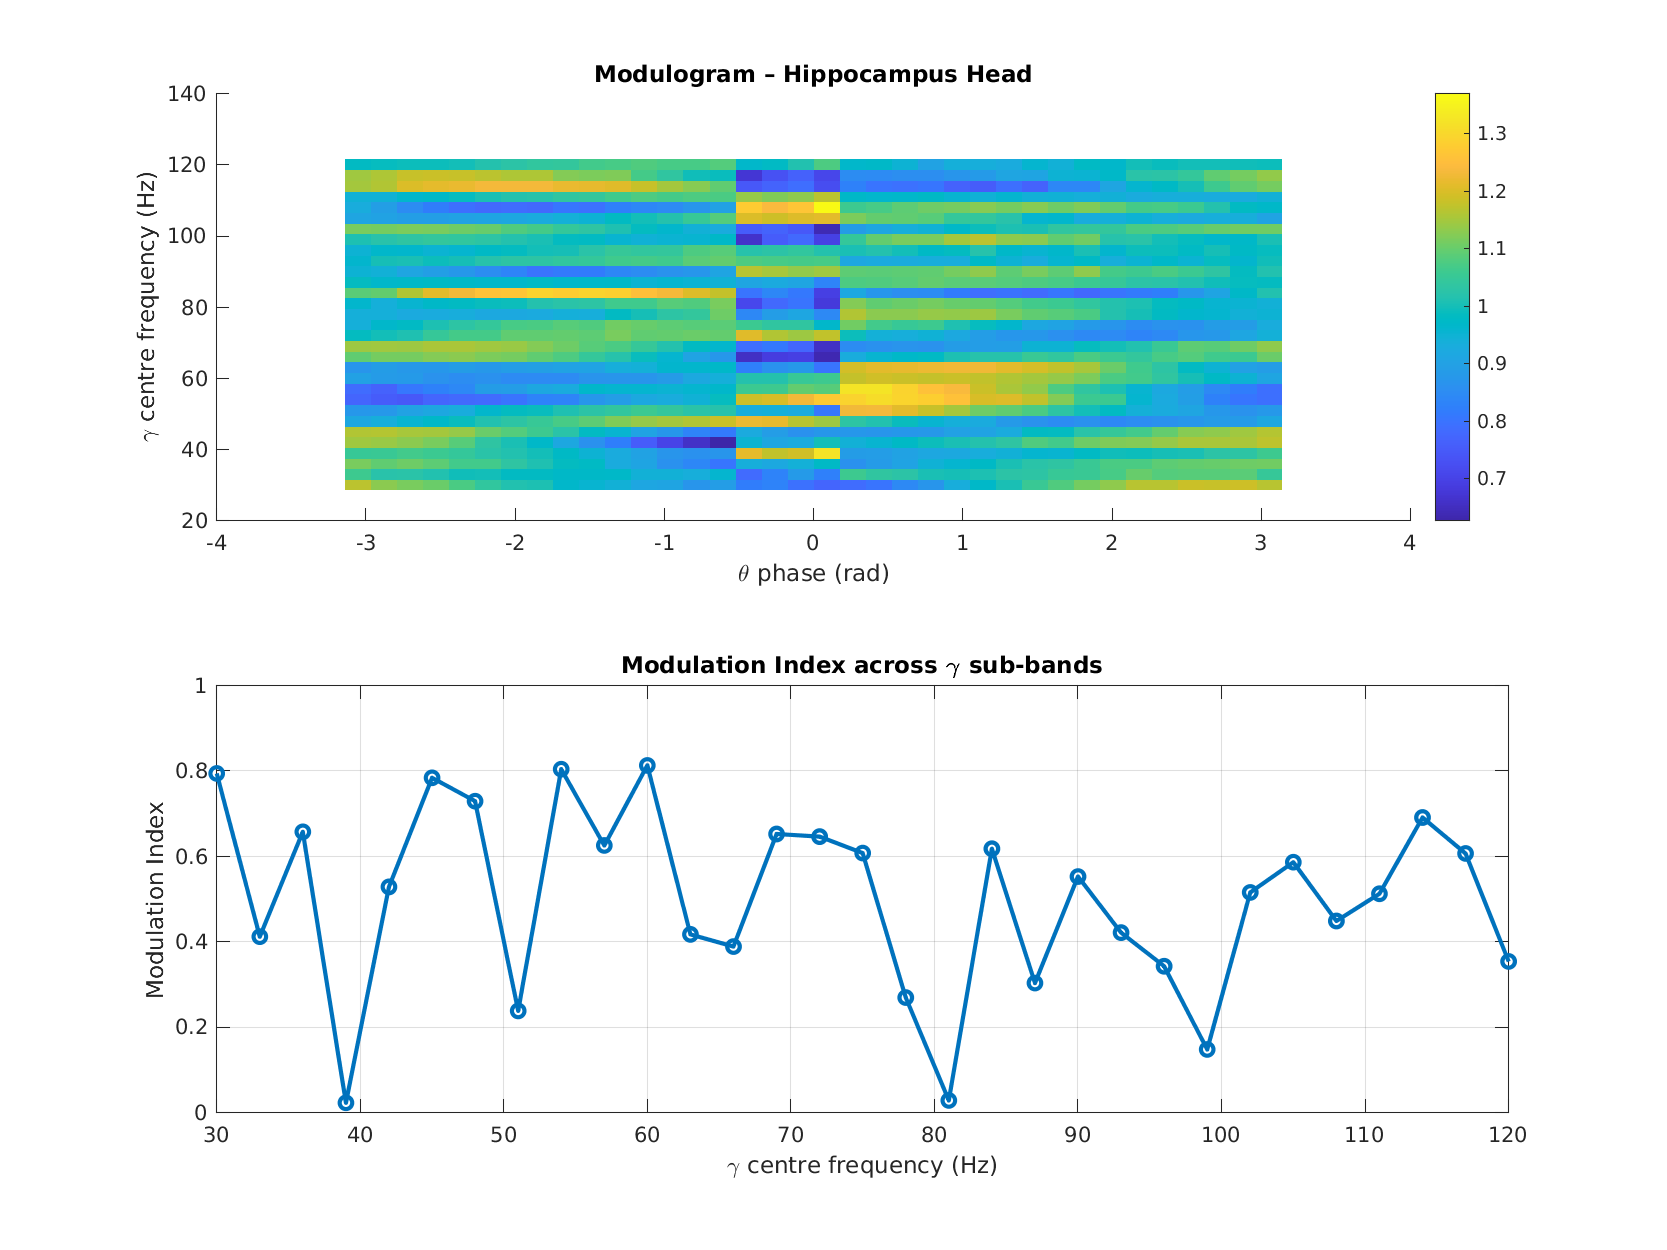 Modulogram – Hippocampus Head
γ centre frequency (Hz)
140
120
100
80
60
40
20
-4 -3 -2 -1 0 1 2 3 4
θ phase (rad)
1.3
1.2
1.1
1
0.9
0.8
0.7
Modulation Index across γ sub-bands
Modulation Index
1
0.8
0.6
0.4
0.2
0
30 40 50 60 70 80 90 100 110 120
γ centre frequency (Hz)